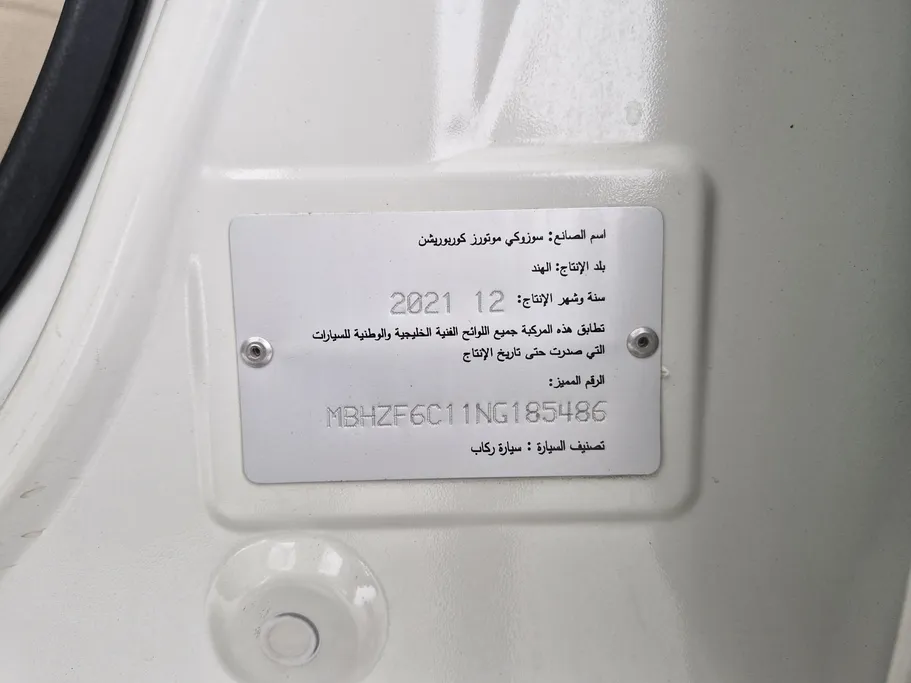 اسم الصانع: سوزوكي موتورز كوربوريشن
بلد الإنتاج: الهند
سنة وشهر الإنتاج: 2021 12
تطابق هذه المركبة جميع اللوائح الفنية الخليجية والوطنية للسيارات
التي صدرت حتى تاريخ الإنتاج
الرقم المميز:
MBHZF6C11NG185486
تصنيف السيارة : سيارة ركاب